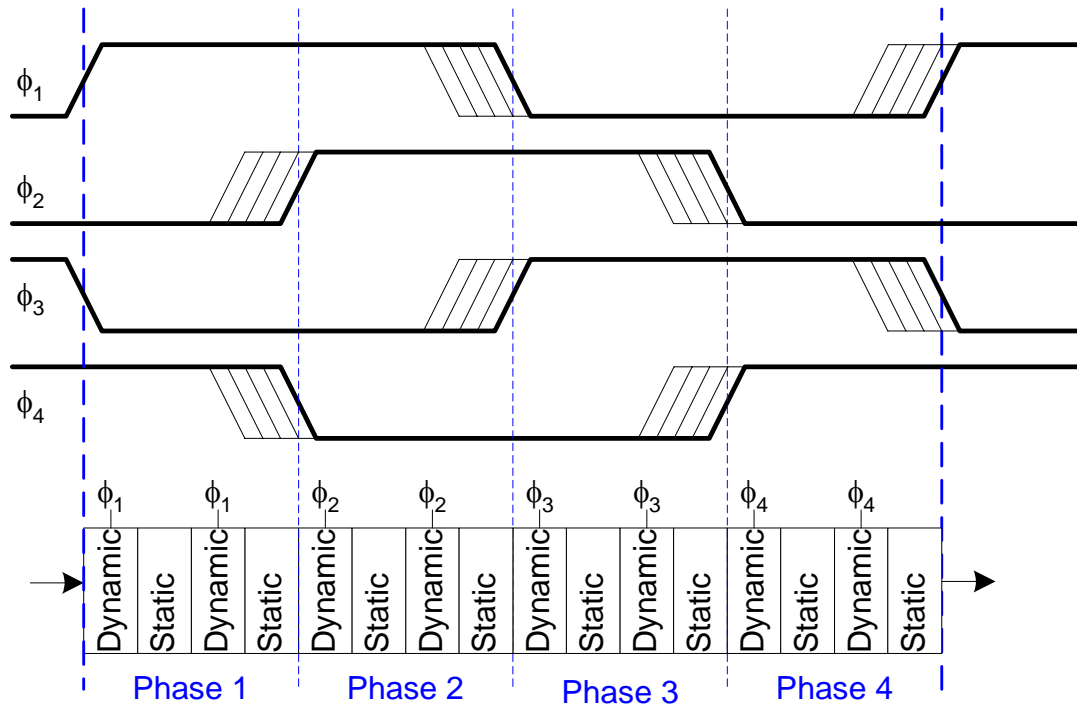 ϕ1
ϕ2
ϕ3
ϕ4
ϕ1 ϕ1 ϕ2 ϕ2 ϕ3 ϕ3 ϕ4 ϕ4
Dynamic Static Dynamic Static Dynamic Static Dynamic Static Dynamic Static Dynamic Static Dynamic Static Dynamic Static
Phase 1 Phase 2 Phase 3 Phase 4